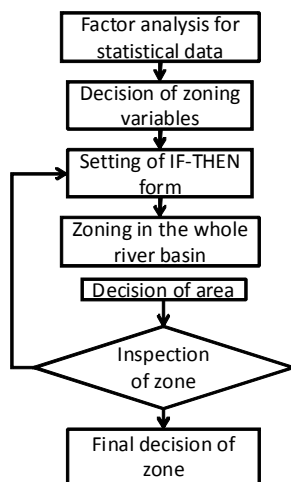 Factor analysis for
statistical data
Decision of zoning
variables
Setting of IF-THEN
form
Zoning in the whole
river basin
Decision of area
Inspection
of zone
Final decision of
zone